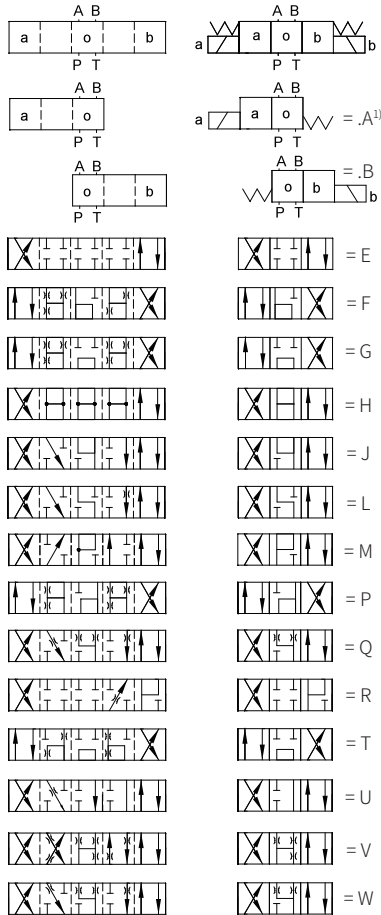 A B A B
a o b a a o b b
P T P T
A B A B
a o a a o = .A¹⁾
P T P T
A B A B = .B
o b o b b
P T P T
= E
= F
= G
= H
= J
= L
= M
= P
= Q
= R
= T
= U
= V
= W